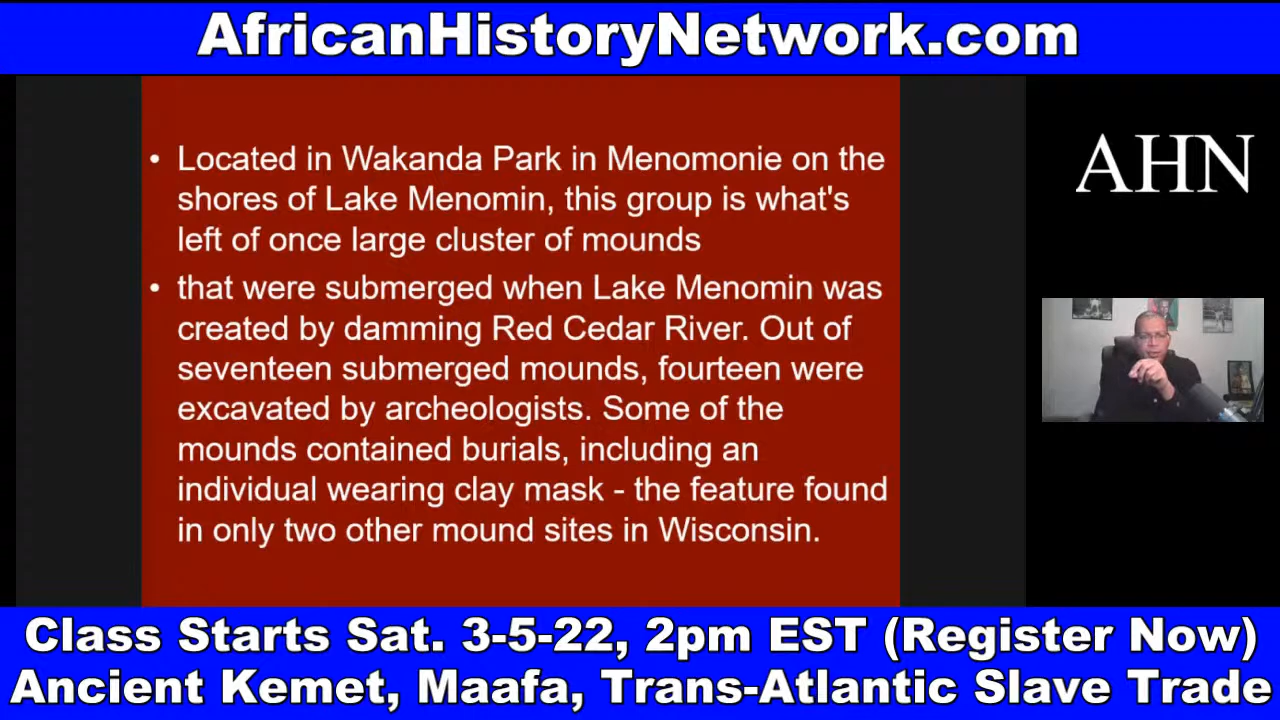 AfricanHistoryNetwork.com
• Located in Wakanda Park in Menomonie on the
shores of Lake Menomin, this group is what's
left of once large cluster of mounds
• that were submerged when Lake Menomin was
created by damming Red Cedar River. Out of
seventeen submerged mounds, fourteen were
excavated by archeologists. Some of the
mounds contained burials, including an
individual wearing clay mask - the feature found
in only two other mound sites in Wisconsin.
AHN
Class Starts Sat. 3-5-22, 2pm EST (Register Now)
Ancient Kemet, Maafa, Trans-Atlantic Slave Trade